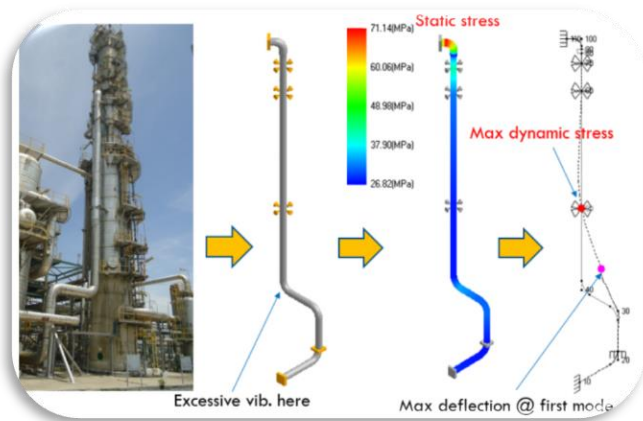 Static stress
71.14(MPa)
60.06(MPa)
48.98(MPa)
37.90(MPa)
26.82(MPa)
100
Max dynamic stress
40
30
20
10
Excessive vib. here
Max deflection @ first mode